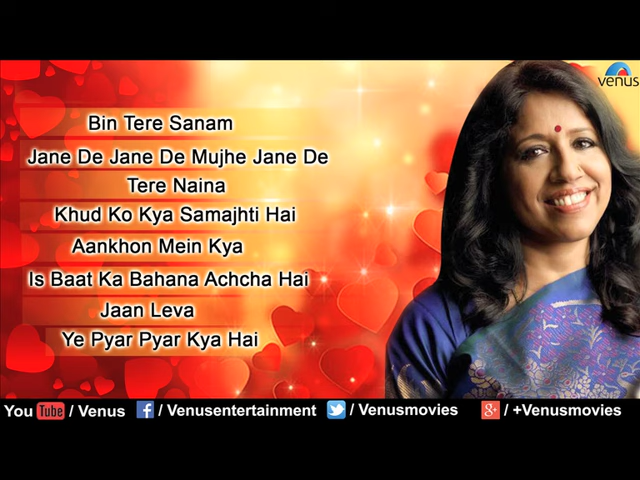 venus
Bin Tere Sanam
Jane De Jane De Mujhe Jane De
Tere Naina
Khud Ko Kya Samajhti Hai
Aankhon Mein Kya
Is Baat Ka Bahana Achcha Hai
Jaan Leva
Ye Pyar Pyar Kya Hai
You Tube / Venus f / Venusentertainment / Venusmovies g+ / +Venusmovies